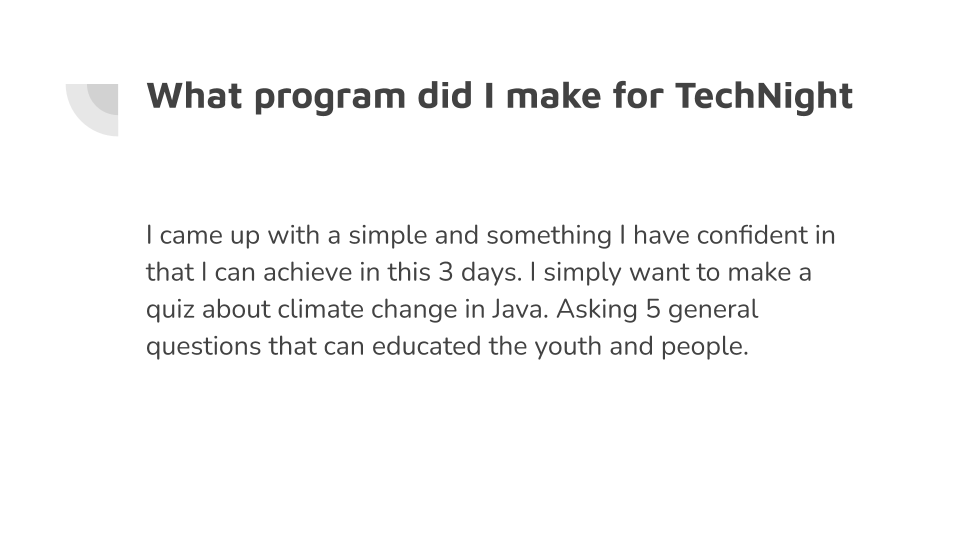 What program did I make for TechNight
I came up with a simple and something I have confident in
that I can achieve in this 3 days. I simply want to make a
quiz about climate change in Java. Asking 5 general
questions that can educated the youth and people.